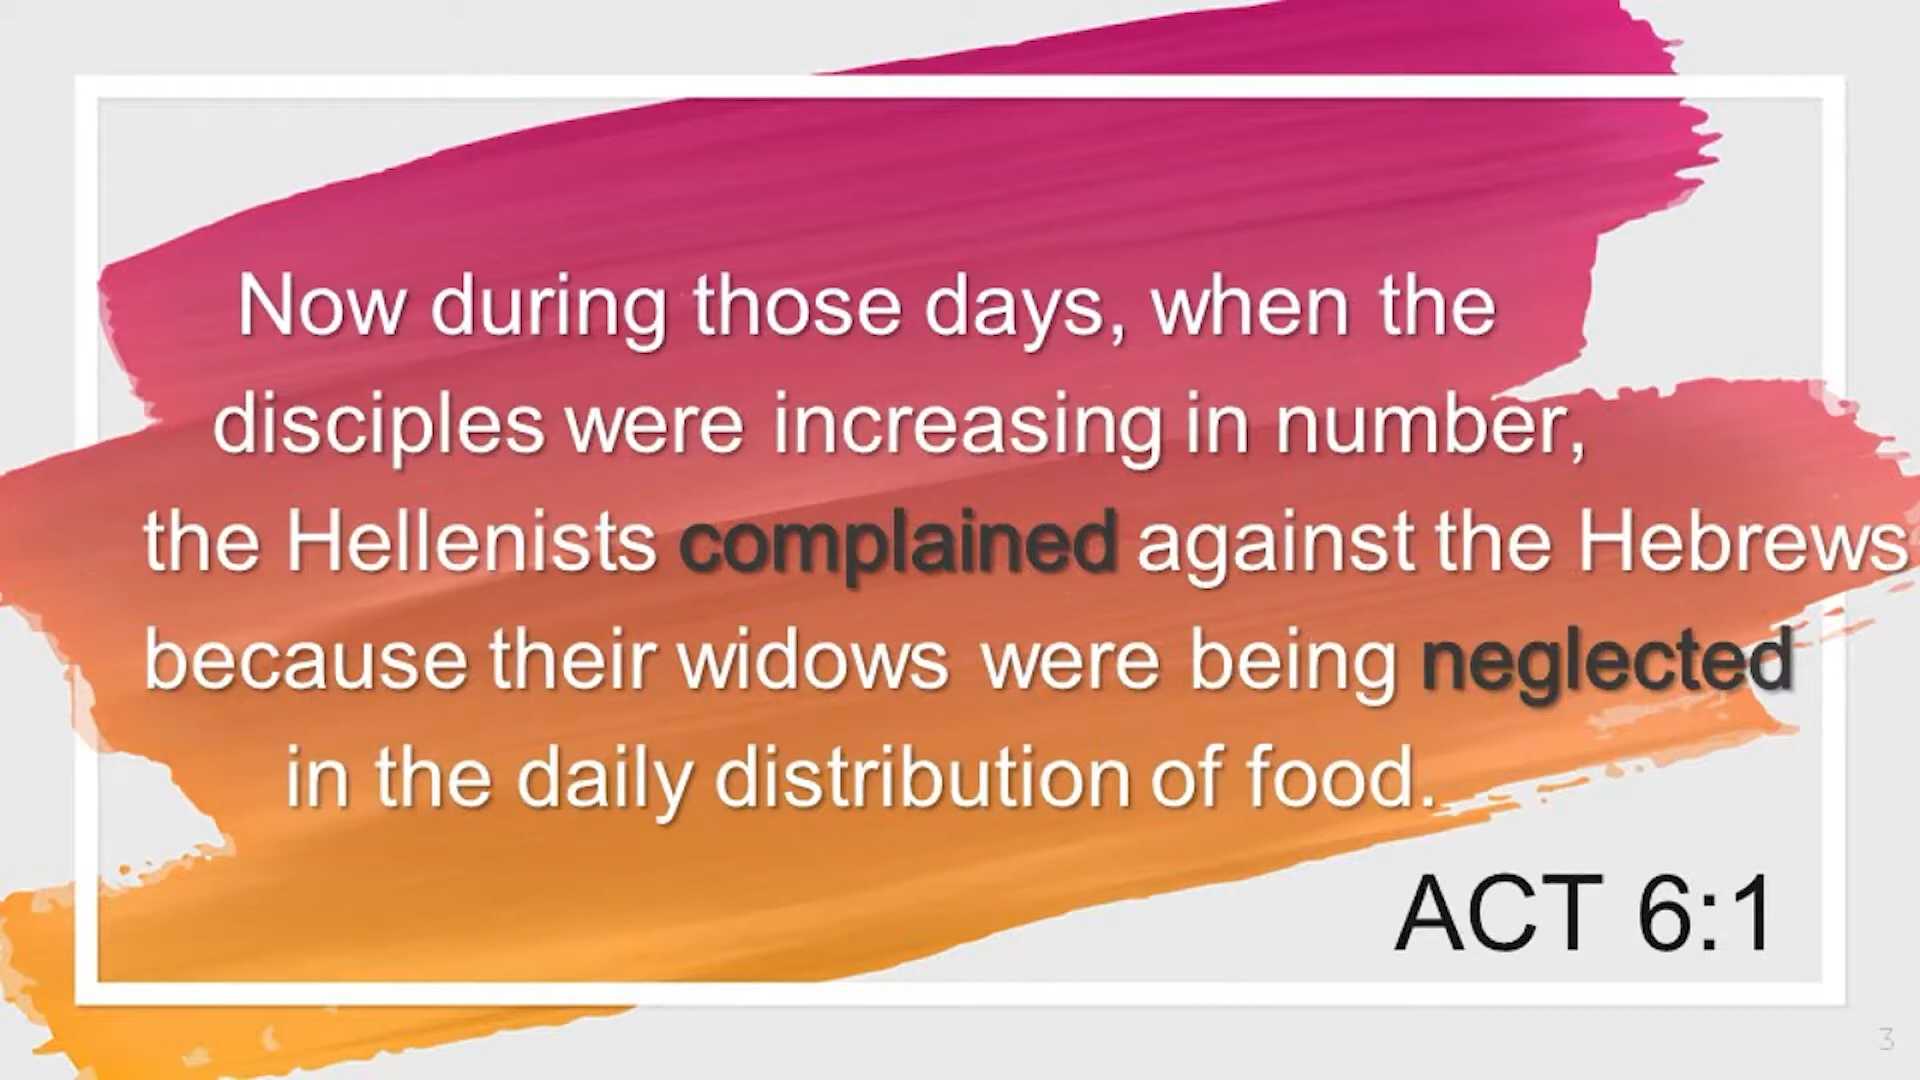 Now during those days, when the
disciples were increasing in number,
the Hellenists complained against the Hebrews
because their widows were being neglected
in the daily distribution of food.
ACT 6:1
3